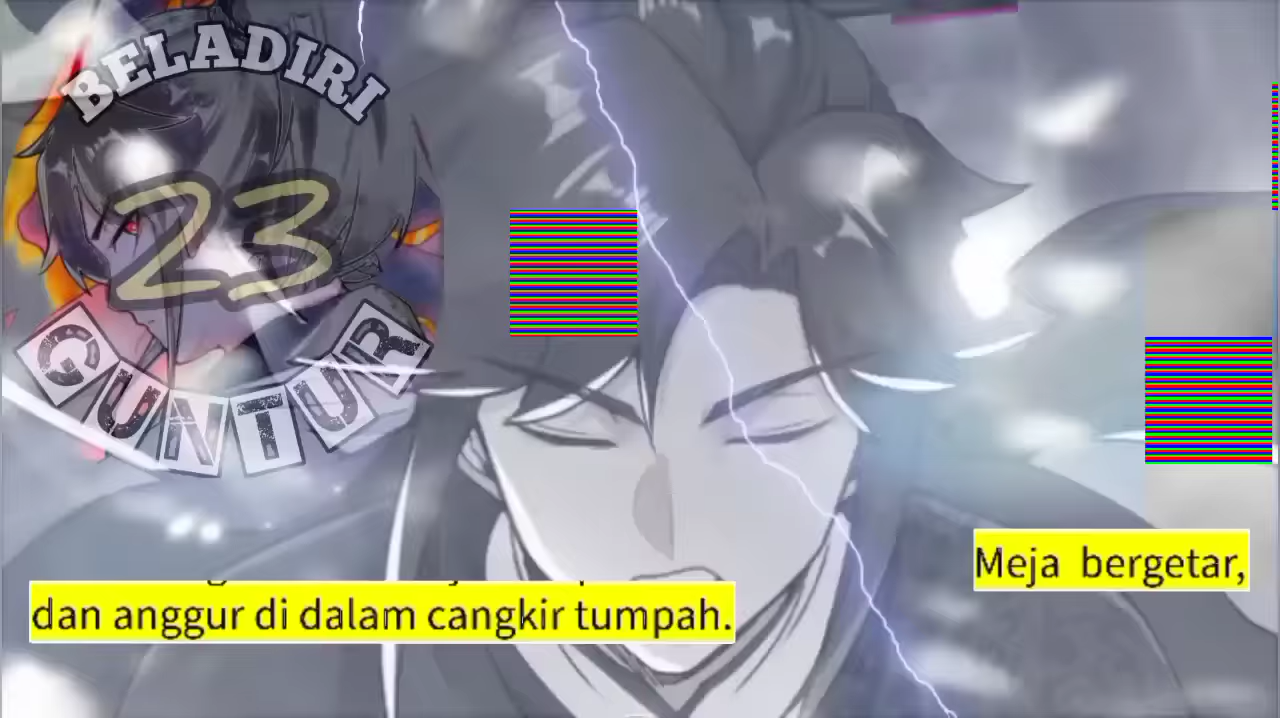 BELADIRI
23
GUNTUR
Meja bergetar,
dan anggur di dalam cangkir tumpah.